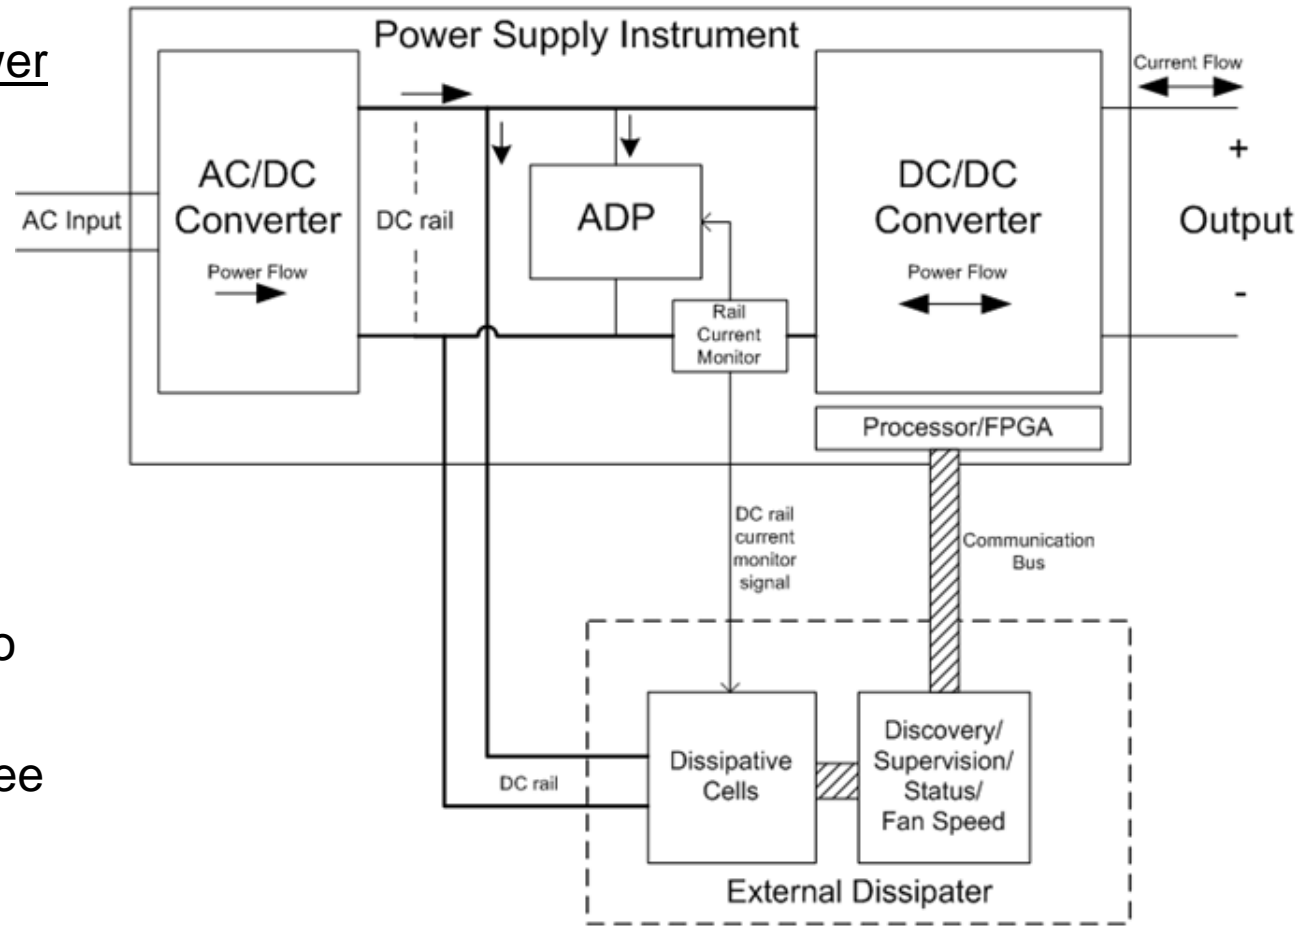 Power Supply Instrument
Current Flow
AC/DC
Converter
Power Flow
AC Input
DC rail
ADP
DC/DC
Converter
Power Flow
+
Output
-
Rail
Current
Monitor
Processor/FPGA
DC rail
current
monitor
signal
Communication
Bus
DC rail
Dissipative
Cells
Discovery/
Supervision/
Status/
Fan Speed
External Dissipater